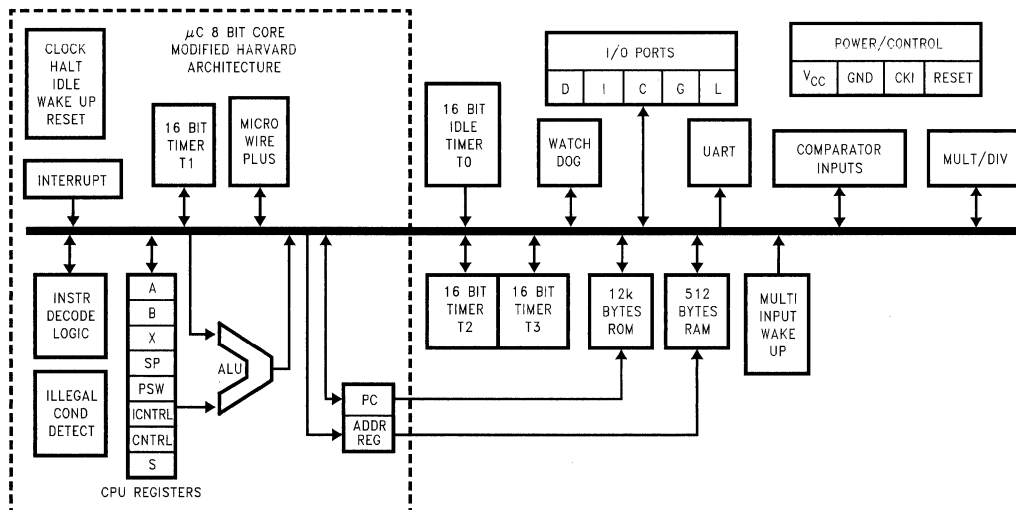 CLOCK
HALT
IDLE
WAKE UP
RESET
μC 8 BIT CORE
MODIFIED HARVARD
ARCHITECTURE
16 BIT
TIMER
T1
MICRO
WIRE
PLUS
INTERRUPT
16 BIT
IDLE
TIMER
T0
WATCH
DOG
I/O PORTS
D I C G L
UART
POWER/CONTROL
VCC GND CKI RESET
COMPARATOR
INPUTS
MULT/DIV
INSTR
DECODE
LOGIC
ILLEGAL
COND
DETECT
A
B
X
SP
PSW
ICNTRL
CNTRL
S
CPU REGISTERS
ALU
PC
ADDR
REG
16 BIT
TIMER
T2
16 BIT
TIMER
T3
12k
BYTES
ROM
512
BYTES
RAM
MULTI
INPUT
WAKE
UP